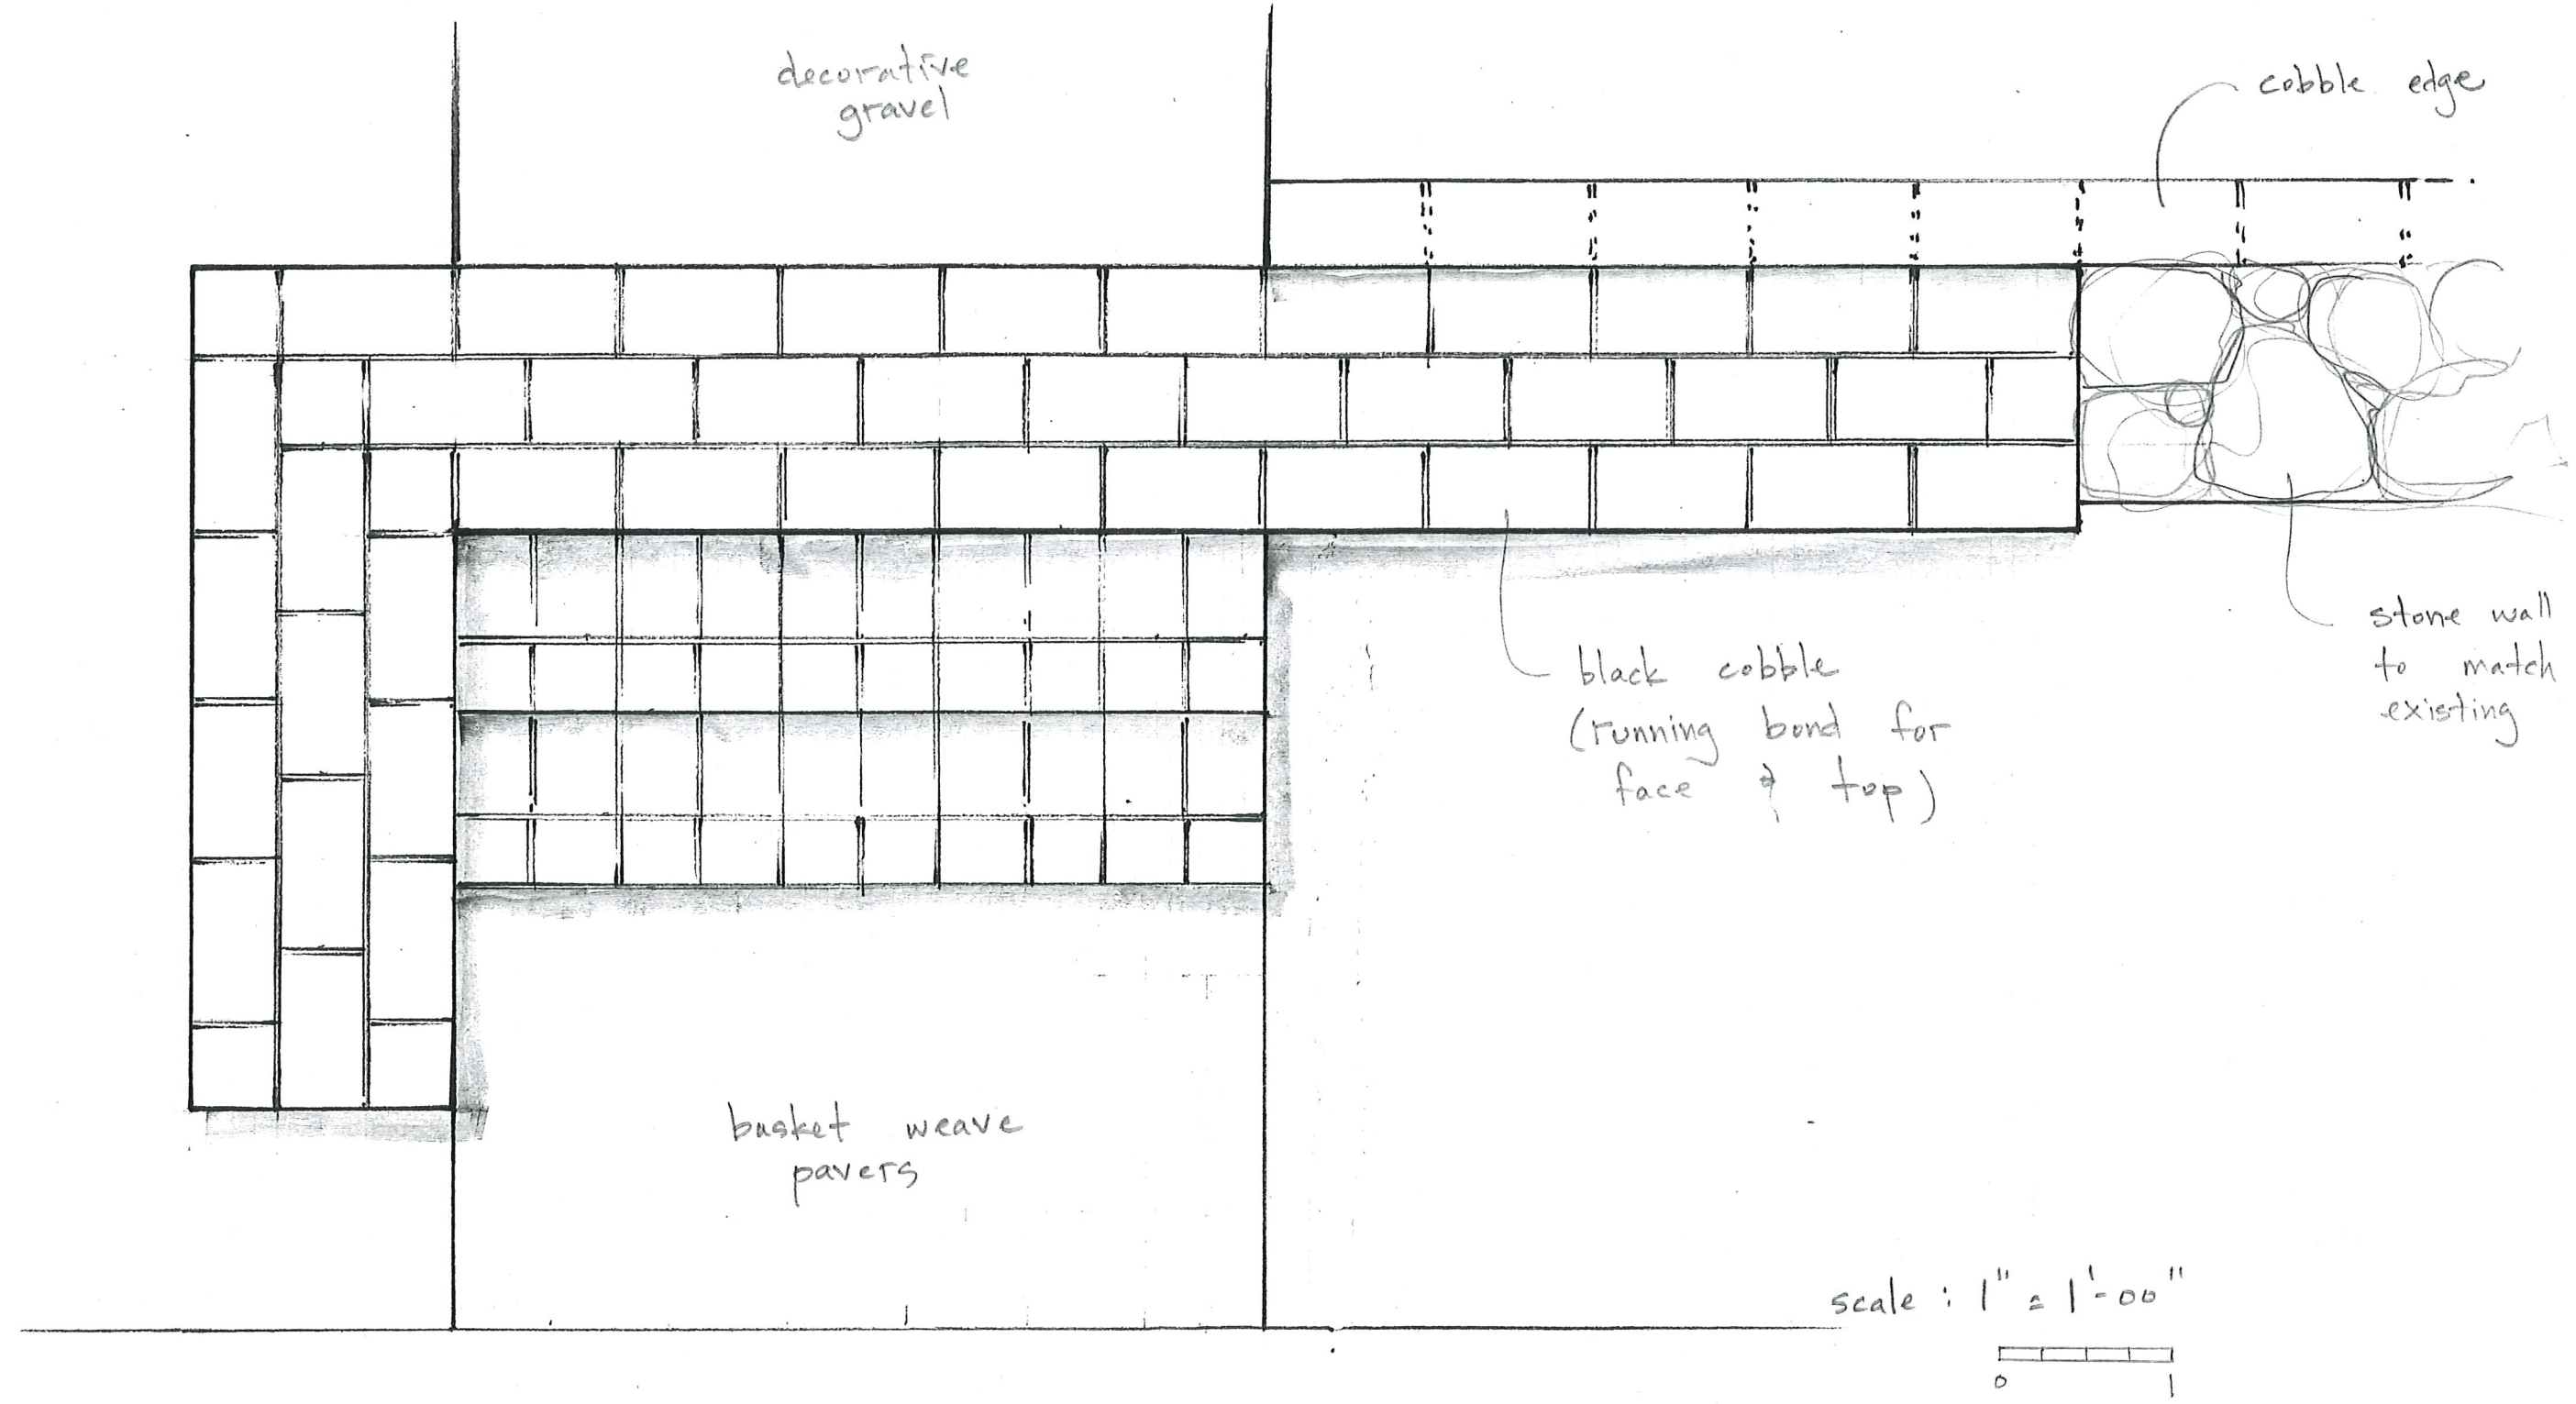 decorative
gravel
cobble edge
stone wall
to match
existing
black cobble
(running bond for
face & top)
basket weave
pavers
scale : 1" = 1'-00"
0 1